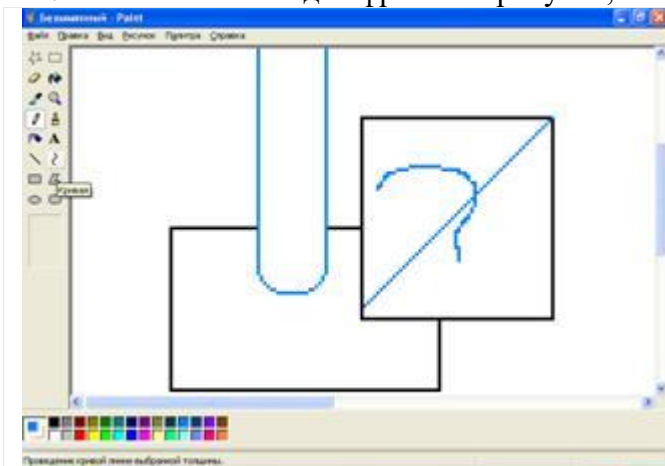 Безымянный - Paint
Файл Правка Вид Рисунок Палитра Справка
Кривая
A
Проведение кривой линии выбранной толщины.